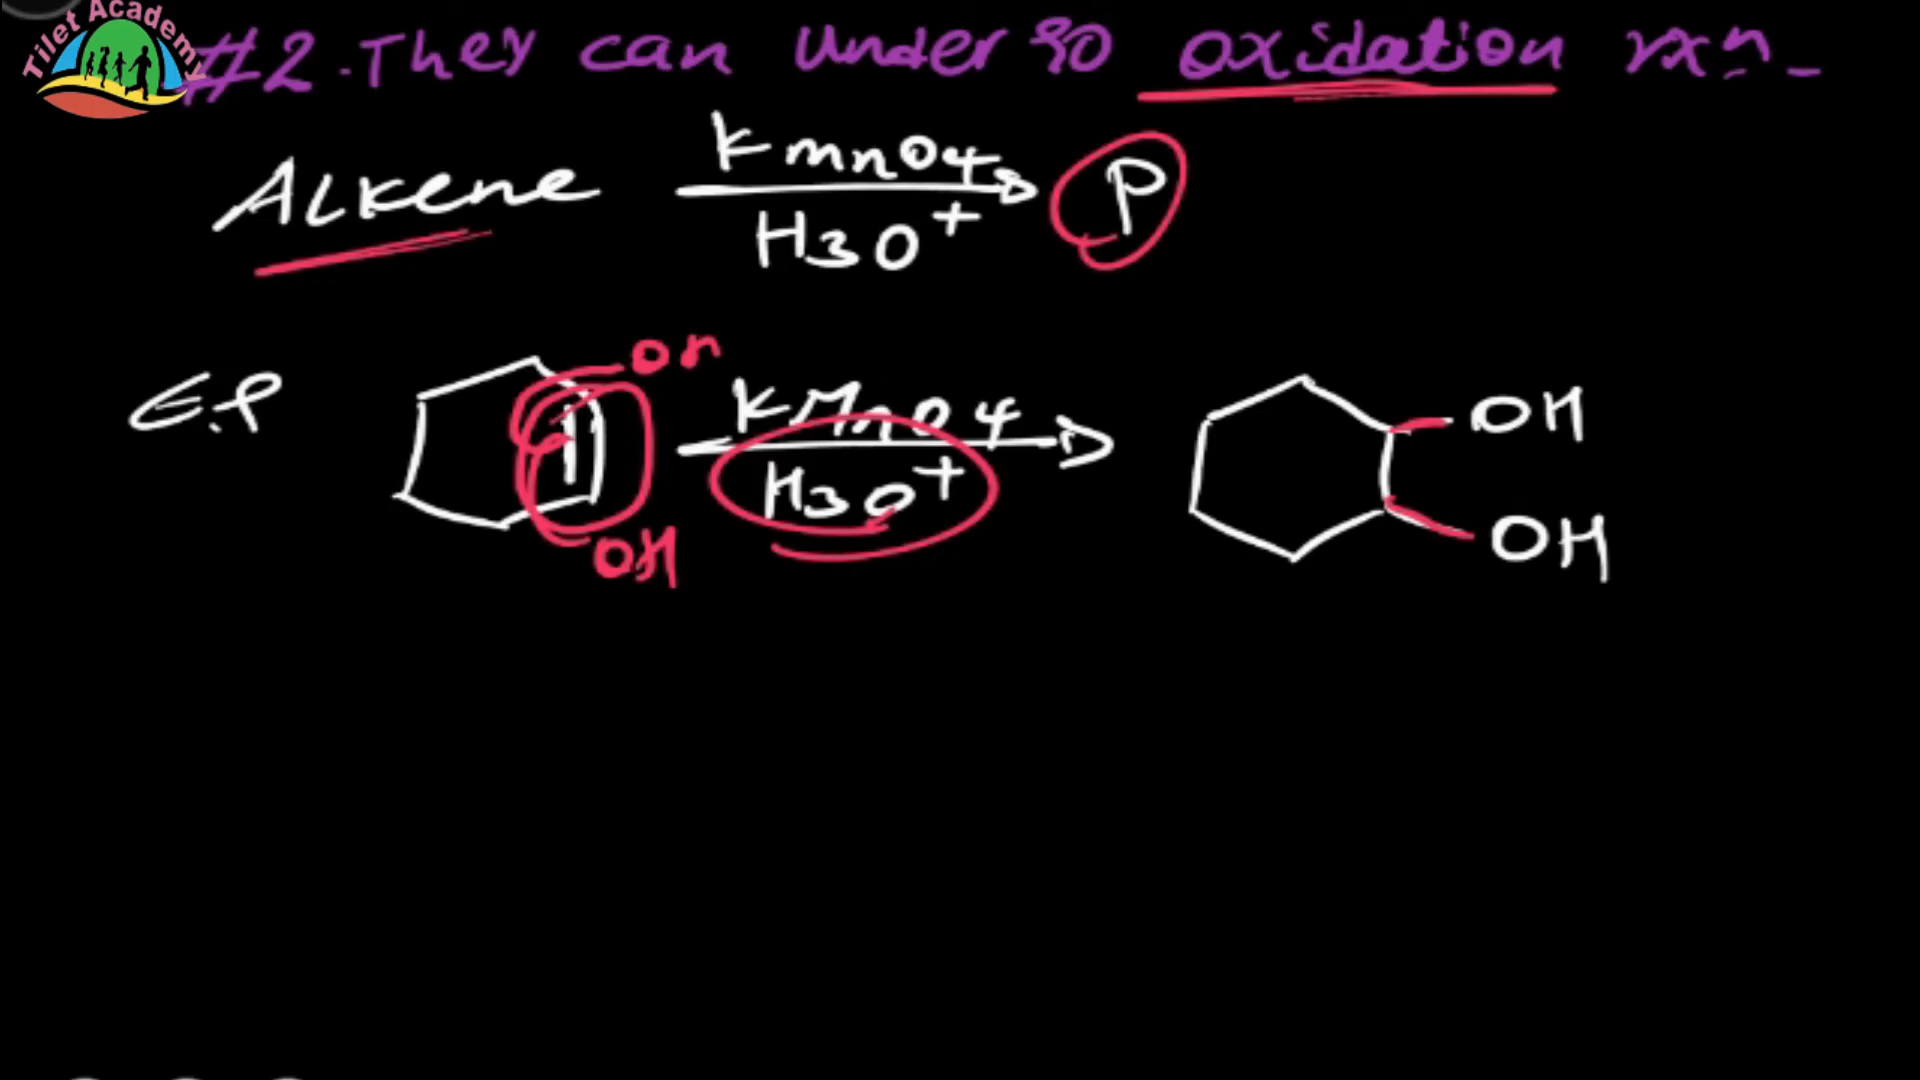 Tilet Academy
#2. They can undergo oxidation rxn
Alkene KmnO4 P
H3O+
E.P OH KMnO4 OH
H3O+
OH OH